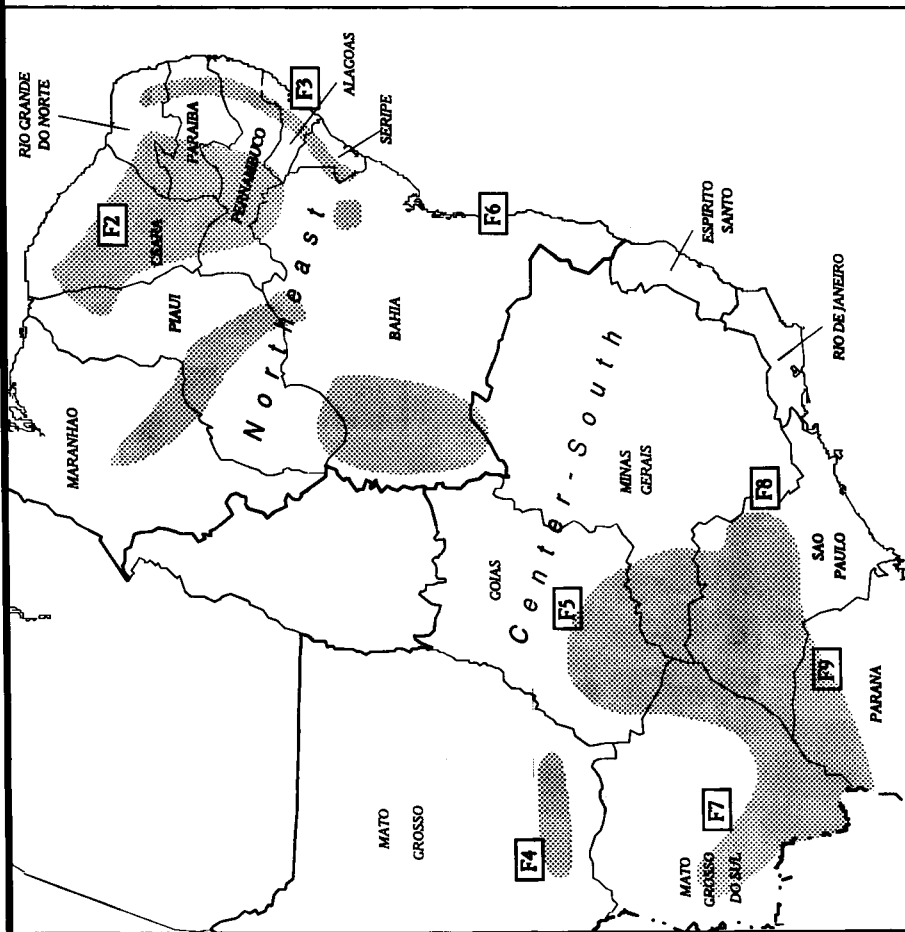 RIO GRANDE
DO NORTE
PARAIBA
F3
ALAGOAS
SERIPE
F2
CEARA
PERNAMBUCO
PIAUI
Northeast
BAHIA
F6
ESPIRITO
SANTO
RIO DE JANEIRO
MARANHAO
MINAS
GERAIS
Center-South
GOIAS
F5
F8
SAO
PAULO
F9
PARANA
MATO
GROSSO
F4
F7
MATO
GROSSO
DO SUL